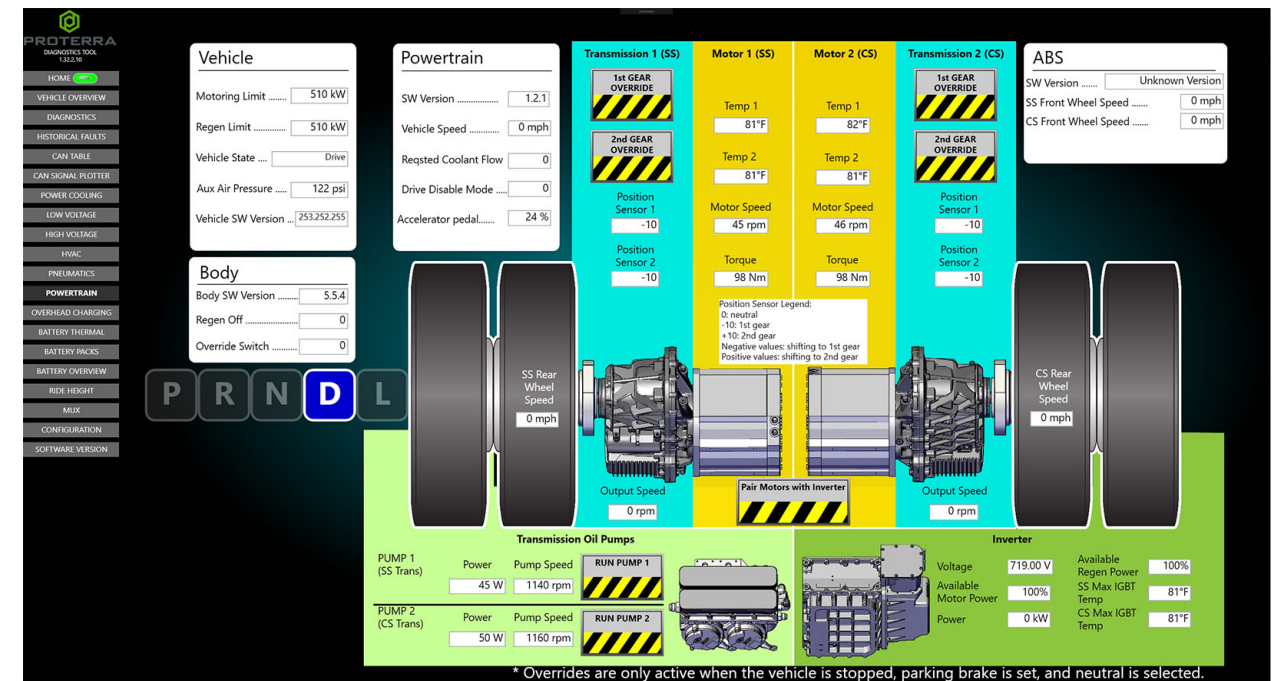 PROTERRA
DIAGNOSTICS TOOL
1.32.2.10
HOME
VEHICLE OVERVIEW
DIAGNOSTICS
HISTORICAL FAULTS
CAN TABLE
CAN SIGNAL PLOTTER
POWER COOLING
LOW VOLTAGE
HIGH VOLTAGE
HVAC
PNEUMATICS
POWERTRAIN
OVERHEAD CHARGING
BATTERY THERMAL
BATTERY PACKS
BATTERY OVERVIEW
RIDE HEIGHT
MUX
CONFIGURATION
SOFTWARE VERSION
Vehicle
Motoring Limit ....... 510 kW
Regen Limit ............ 510 kW
Vehicle State .... Drive
Aux Air Pressure ..... 122 psi
Vehicle SW Version ... 253.252.255
Body
Body SW Version ......... 5.5.4
Regen Off ....................... 0
Override Switch ........... 0
P R N D L
Powertrain
SW Version ................. 1.2.1
Vehicle Speed ............ 0 mph
Reqsted Coolant Flow 0
Drive Disable Mode ..... 0
Accelerator pedal....... 24 %
Transmission 1 (SS)
1st GEAR
OVERRIDE
2nd GEAR
OVERRIDE
Position
Sensor 1
-10
Position
Sensor 2
-10
Motor 1 (SS)
Temp 1
81°F
Temp 2
81°F
Motor Speed
45 rpm
Torque
98 Nm
Motor 2 (CS)
Temp 1
82°F
Temp 2
81°F
Motor Speed
46 rpm
Torque
98 Nm
Transmission 2 (CS)
1st GEAR
OVERRIDE
2nd GEAR
OVERRIDE
Position
Sensor 1
-10
Position
Sensor 2
-10
Position Sensor Legend:
0: neutral
-10: 1st gear
+10: 2nd gear
Negative values: shifting to 1st gear
Positive values: shifting to 2nd gear
ABS
SW Version ....... Unknown Version
SS Front Wheel Speed ....... 0 mph
CS Front Wheel Speed ....... 0 mph
SS Rear
Wheel
Speed
0 mph
CS Rear
Wheel
Speed
0 mph
Output Speed
0 rpm
Pair Motors with Inverter
Output Speed
0 rpm
Transmission Oil Pumps
PUMP 1
(SS Trans)
Power Pump Speed
45 W 1140 rpm
RUN PUMP 1
PUMP 2
(CS Trans)
Power Pump Speed
50 W 1160 rpm
RUN PUMP 2
Inverter
Voltage 719.00 V
Available
Motor Power 100%
Power 0 kW
Available
Regen Power 100%
SS Max IGBT
Temp 81°F
CS Max IGBT
Temp 81°F
* Overrides are only active when the vehicle is stopped, parking brake is set, and neutral is selected.